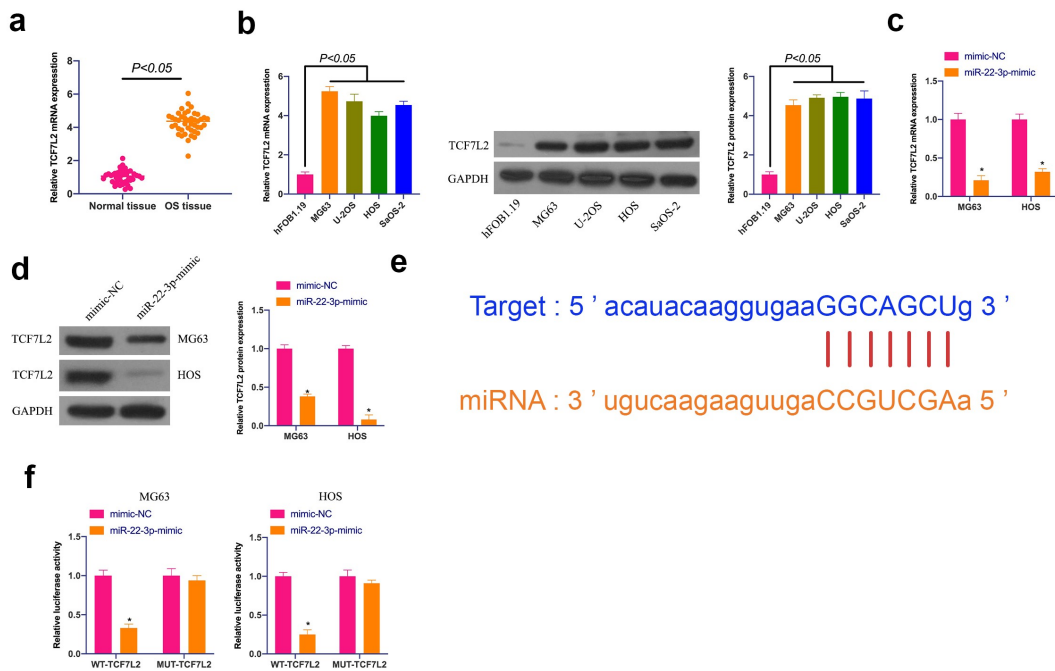 a
Relative TCF7L2 mRNA exprerssion
8
6
4
2
0
P<0.05
Normal tissue
OS tissue
b
Relative TCF7L2 mRNA exprerssion
6
4
2
0
P<0.05
hFOB1.19
MG63
U-2OS
HOS
SaOS-2
TCF7L2
GAPDH
hFOB1.19
MG63
U-2OS
HOS
SaOS-2
Relative TCF7L2 protein exprerssion
6
4
2
0
P<0.05
hFOB1.19
MG63
U-2OS
HOS
SaOS-2
c
mimic-NC
miR-22-3p-mimic
Relative TCF7L2 mRNA exprerssion
1.5
1.0
0.5
0.0
*
*
MG63
HOS
d
mimic-NC
miR-22-3p-mimic
TCF7L2
MG63
TCF7L2
HOS
GAPDH
mimic-NC
miR-22-3p-mimic
Relative TCF7L2 protein exprerssion
1.5
1.0
0.5
0.0
*
*
MG63
HOS
e
Target : 5 ’ acauacaaggugaaGGCAGCUg 3 ’
miRNA : 3 ’ ugucaagaaguugaCCGUCGAa 5 ’
f
MG63
mimic-NC
miR-22-3p-mimic
Relative luciferase activity
1.5
1.0
0.5
0.0
*
WT-TCF7L2
MUT-TCF7L2
HOS
mimic-NC
miR-22-3p-mimic
Relative luciferase activity
1.5
1.0
0.5
0.0
*
WT-TCF7L2
MUT-TCF7L2